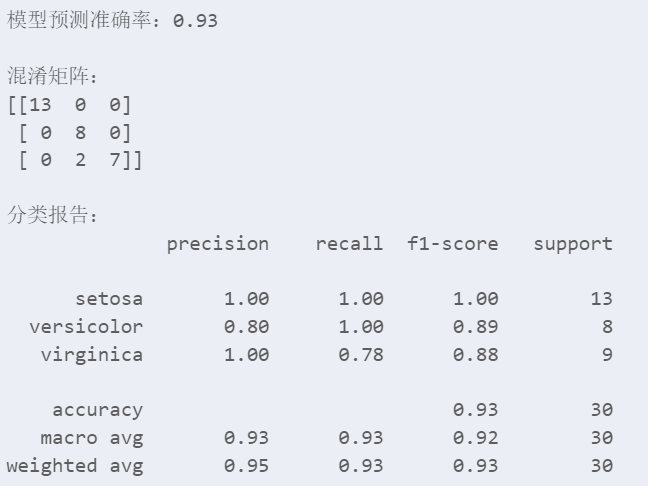 模型预测准确率：0.93
混淆矩阵：
[[13  0  0]
 [ 0  8  0]
 [ 0  2  7]]
分类报告：
              precision    recall  f1-score   support
      setosa       1.00      1.00      1.00        13
  versicolor       0.80      1.00      0.89         8
   virginica       1.00      0.78      0.88         9
    accuracy                           0.93        30
   macro avg       0.93      0.93      0.92        30
weighted avg       0.95      0.93      0.93        30